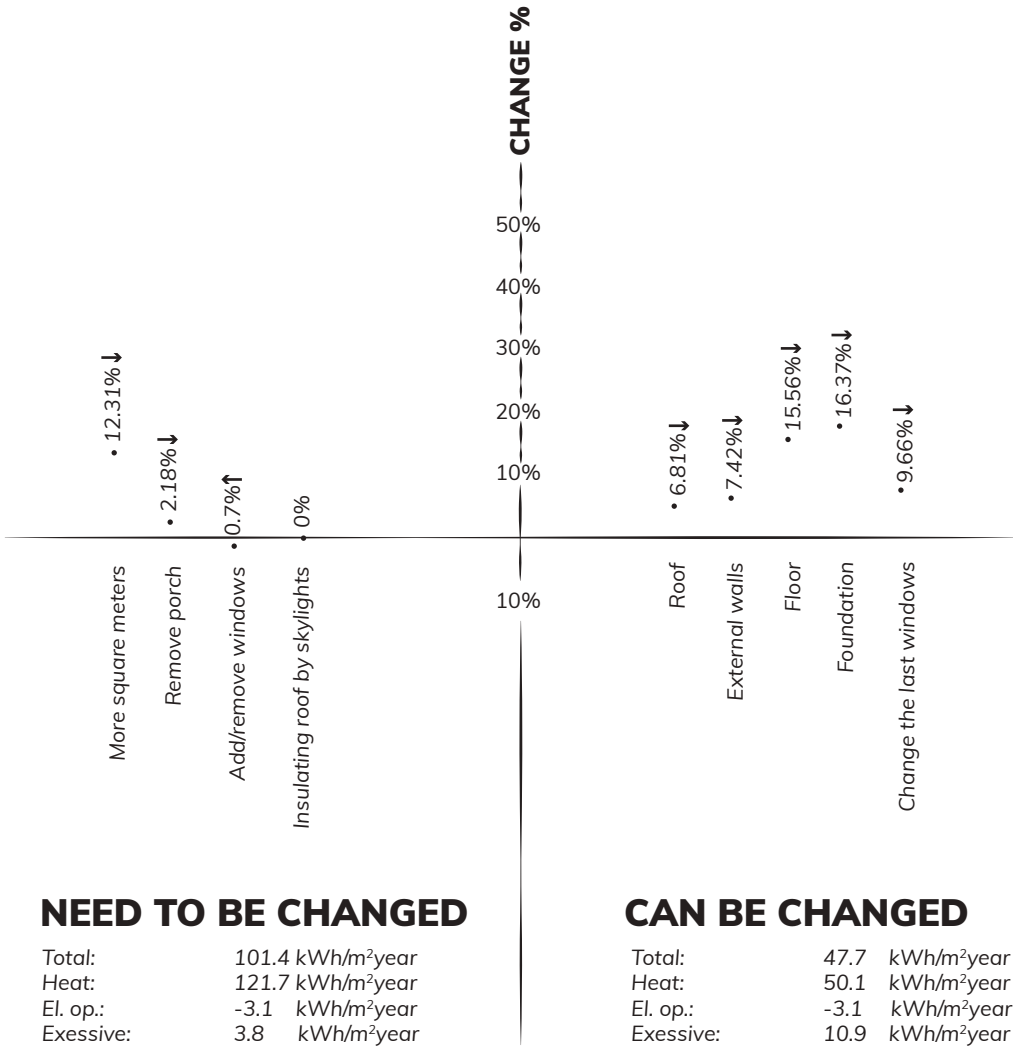 CHANGE %
50%
40%
30%
20%
10%
10%
• 12.31%↓
• 2.18%↓
• 0.7%↑
• 0%
• 6.81%↓
• 7.42%↓
• 15.56%↓
• 16.37%↓
• 9.66%↓
More square meters
Remove porch
Add/remove windows
Insulating roof by skylights
Roof
External walls
Floor
Foundation
Change the last windows
NEED TO BE CHANGED
Total: 101.4 kWh/m²year
Heat: 121.7 kWh/m²year
El. op.: -3.1 kWh/m²year
Exessive: 3.8 kWh/m²year
CAN BE CHANGED
Total: 47.7 kWh/m²year
Heat: 50.1 kWh/m²year
El. op.: -3.1 kWh/m²year
Exessive: 10.9 kWh/m²year